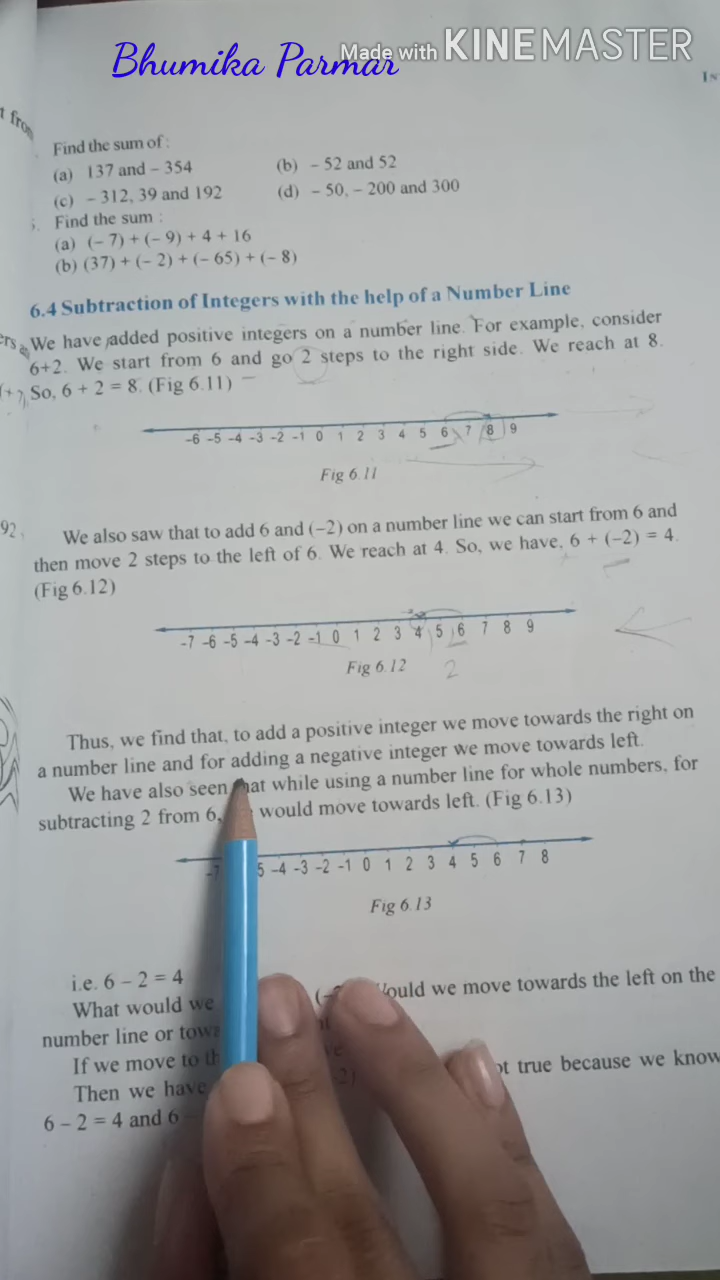 Bhumika Parmar
Made with KINEMASTER
Find the sum of :
(a) 137 and – 354 (b) – 52 and 52
(c) – 312, 39 and 192 (d) – 50, – 200 and 300
Find the sum :
(a) (– 7) + (– 9) + 4 + 16
(b) (37) + (– 2) + (– 65) + (– 8)
6.4 Subtraction of Integers with the help of a Number Line
We have added positive integers on a number line. For example, consider
6+2. We start from 6 and go 2 steps to the right side. We reach at 8.
So, 6 + 2 = 8. (Fig 6.11)
-6 -5 -4 -3 -2 -1 0 1 2 3 4 5 6 7 8 9
Fig 6.11
92
We also saw that to add 6 and (–2) on a number line we can start from 6 and
then move 2 steps to the left of 6. We reach at 4. So, we have, 6 + (–2) = 4.
(Fig 6.12)
-7 -6 -5 -4 -3 -2 -1 0 1 2 3 4 5 6 7 8 9
Fig 6.12
2
Thus, we find that, to add a positive integer we move towards the right on
a number line and for adding a negative integer we move towards left.
We have also seen that while using a number line for whole numbers, for
subtracting 2 from 6, would move towards left. (Fig 6.13)
-7 5 -4 -3 -2 -1 0 1 2 3 4 5 6 7 8
Fig 6.13
i.e. 6 – 2 = 4
What would we Would we move towards the left on the
number line or
If we move to true because we know
Then we have
6 – 2 = 4 and 6